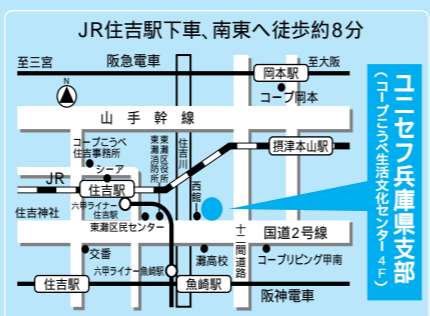 JR住吉駅下車、南東へ徒歩約8分
至三宮
阪急電車
至大阪
岡本駅
コープ岡本
N
山手幹線
コープこうべ
住吉事務所
シーア
東灘区役所
東灘消防所
住吉川
西館
摂津本山駅
JR
住吉駅
六甲ライナー
住吉駅
住吉神社
東灘区民センター
十二間道路
国道2号線
交番
灘高校
コープリビング甲南
六甲ライナー魚崎駅
住吉駅
魚崎駅
阪神電車
ユニセフ兵庫県支部
(コープこうべ生活文化センター4F)